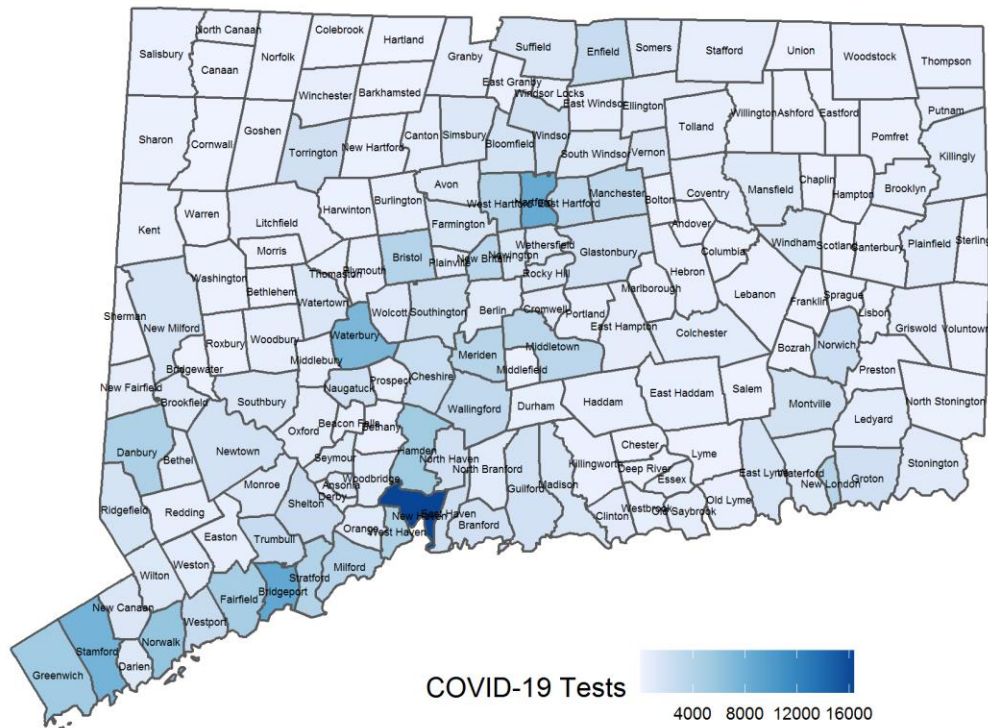 North Canaan
Colebrook
Hartland
Salisbury
Canaan
Norfolk
Granby
Suffield
Enfield
Somers
Stafford
Union
Woodstock
Thompson
East Granby
Windsor Locks
Winchester
Barkhamsted
East Windsor
Ellington
Putnam
Sharon
Cornwall
Goshen
Torrington
New Hartford
Canton
Simsbury
Bloomfield
Windsor
South Windsor
Vernon
Tolland
Willington
Ashford
Eastford
Pomfret
Killingly
Kent
Warren
Litchfield
Harwinton
Burlington
Avon
Farmington
West Hartford
Hartford
East Hartford
Manchester
Bolton
Coventry
Mansfield
Chaplin
Hampton
Brooklyn
Morris
Washington
Bethlehem
Thomaston
Plymouth
Bristol
Plainville
New Britain
Newington
Wethersfield
Rocky Hill
Glastonbury
Andover
Columbia
Hebron
Windham
Scotland
Canterbury
Plainfield
Sterling
Sherman
New Milford
Roxbury
Woodbury
Watertown
Waterbury
Wolcott
Southington
Berlin
Cromwell
Portland
East Hampton
Marlborough
Colchester
Lebanon
Franklin
Sprague
Lisbon
Griswold
Voluntown
Bridgewater
Middlebury
Meriden
Middletown
Middlefield
Bozrah
Norwich
Preston
New Fairfield
Brookfield
Southbury
Naugatuck
Prospect
Cheshire
Wallingford
Durham
Haddam
East Haddam
Salem
Montville
Ledyard
North Stonington
Danbury
Bethel
Newtown
Oxford
Beacon Falls
Bethany
Hamden
North Haven
North Branford
Seymour
Woodbridge
Ansonia
Derby
Guilford
Madison
Killingworth
Chester
Deep River
Essex
Lyme
East Lyme
Waterford
New London
Groton
Stonington
Ridgefield
Redding
Monroe
Shelton
Orange
New Haven
East Haven
West Haven
Branford
Clinton
Westbrook
Old Saybrook
Old Lyme
Easton
Trumbull
Stratford
Milford
Wilton
Weston
Bridgeport
Fairfield
New Canaan
Westport
Norwalk
Greenwich
Stamford
Darien
COVID-19 Tests
4000 8000 12000 16000